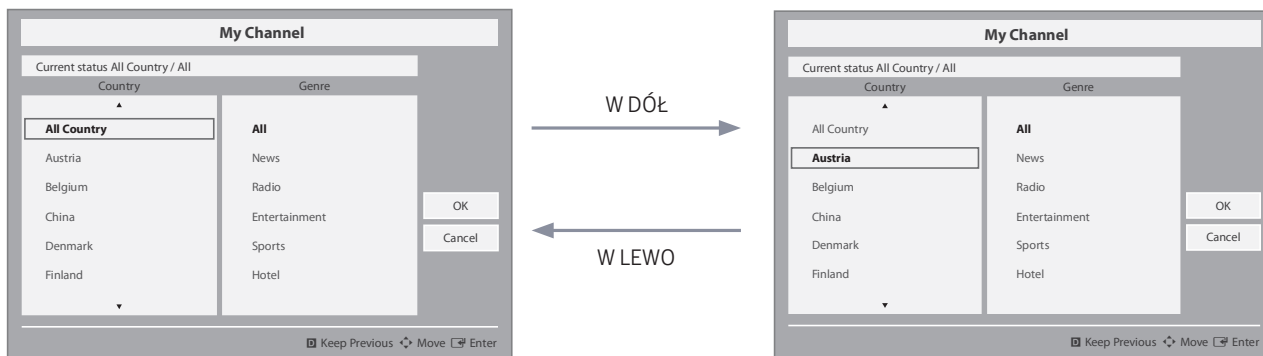 My Channel
Current status All Country / All
Country Genre
▲
All Country All
Austria News
Belgium Radio
China Entertainment
Denmark Sports
Finland Hotel
▼
OK
Cancel
D Keep Previous Move Enter
W DÓŁ
W LEWO
My Channel
Current status All Country / All
Country Genre
▲
All Country All
Austria News
Belgium Radio
China Entertainment
Denmark Sports
Finland Hotel
▼
OK
Cancel
D Keep Previous Move Enter